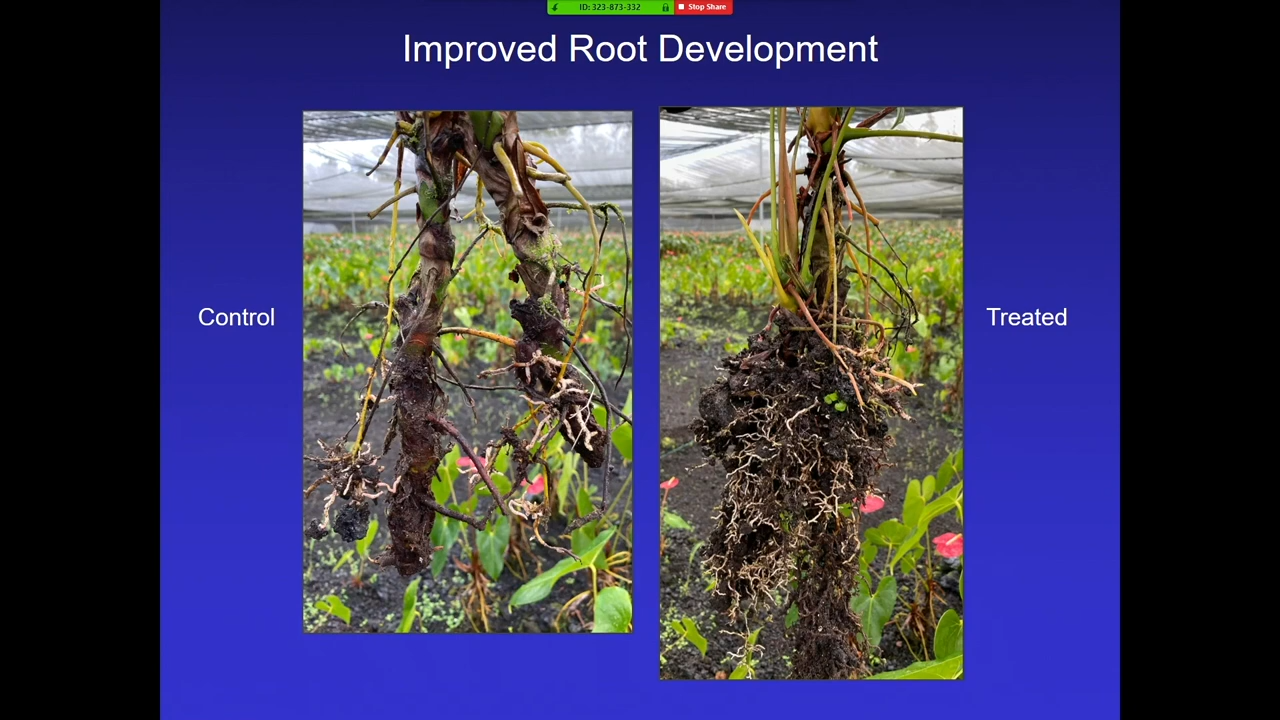 ID: 323-873-332
Stop Share
Improved Root Development
Control
Treated